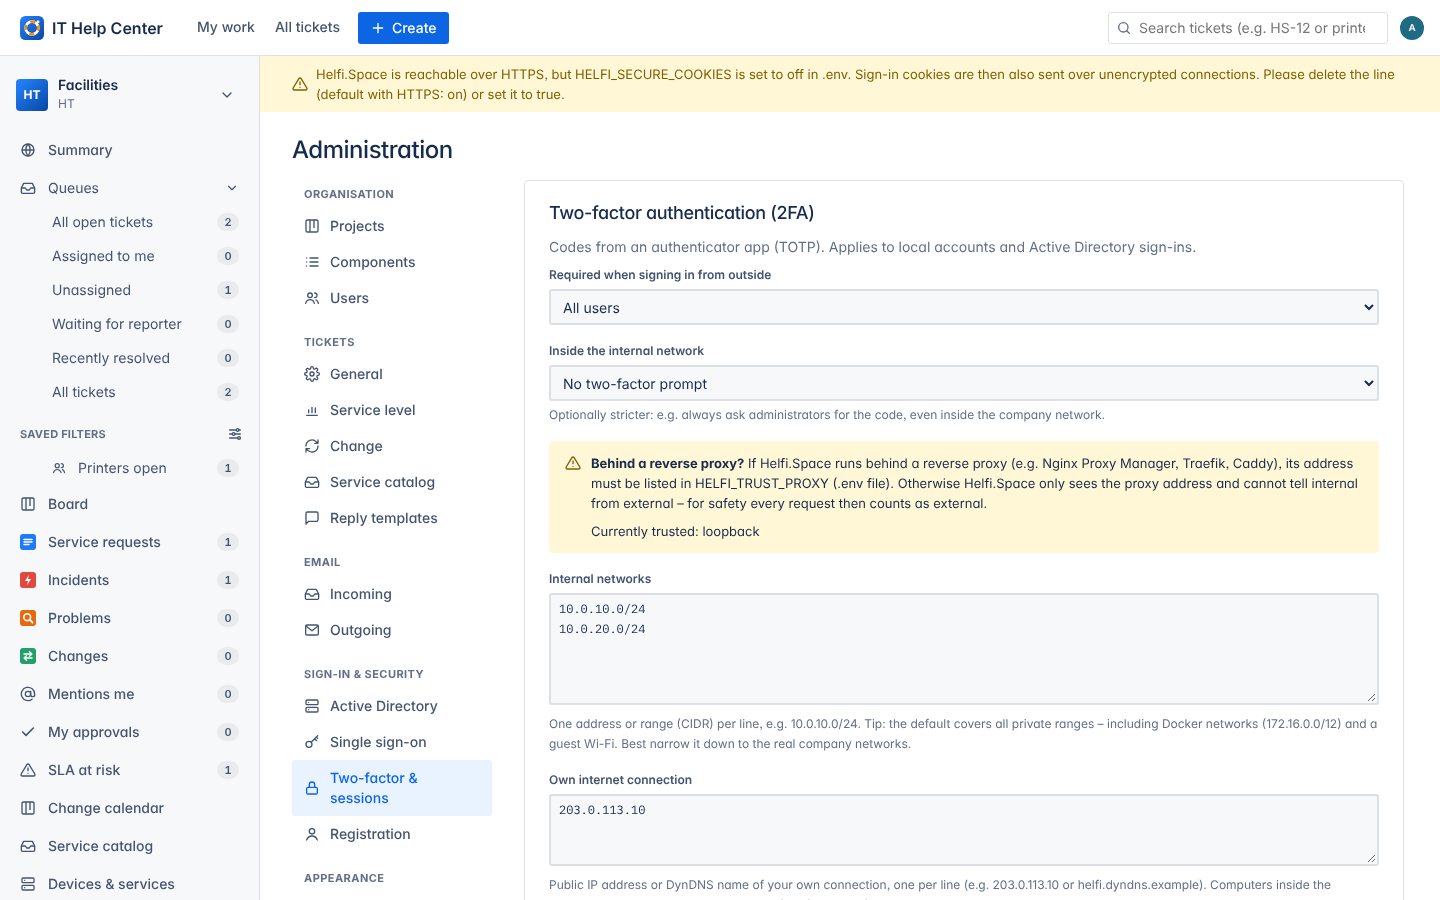 IT Help Center
My work
All tickets
Create
Search tickets (e.g. HS-12 or printe
A
HT
Facilities
HT
Summary
Queues
All open tickets 2
Assigned to me 0
Unassigned 1
Waiting for reporter 0
Recently resolved 0
All tickets 2
SAVED FILTERS
Printers open 1
Board
Service requests 1
Incidents 1
Problems 0
Changes 0
Mentions me 0
My approvals 0
SLA at risk 1
Change calendar
Service catalog
Devices & services
Helfi.Space is reachable over HTTPS, but HELFI_SECURE_COOKIES is set to off in .env. Sign-in cookies are then also sent over unencrypted connections. Please delete the line
(default with HTTPS: on) or set it to true.
Administration
ORGANISATION
Projects
Components
Users
TICKETS
General
Service level
Change
Service catalog
Reply templates
EMAIL
Incoming
Outgoing
SIGN-IN & SECURITY
Active Directory
Single sign-on
Two-factor &
sessions
Registration
APPEARANCE
Two-factor authentication (2FA)
Codes from an authenticator app (TOTP). Applies to local accounts and Active Directory sign-ins.
Required when signing in from outside
All users
Inside the internal network
No two-factor prompt
Optionally stricter: e.g. always ask administrators for the code, even inside the company network.
Behind a reverse proxy? If Helfi.Space runs behind a reverse proxy (e.g. Nginx Proxy Manager, Traefik, Caddy), its address
must be listed in HELFI_TRUST_PROXY (.env file). Otherwise Helfi.Space only sees the proxy address and cannot tell internal
from external – for safety every request then counts as external.
Currently trusted: loopback
Internal networks
10.0.10.0/24
10.0.20.0/24
One address or range (CIDR) per line, e.g. 10.0.10.0/24. Tip: the default covers all private ranges – including Docker networks (172.16.0.0/12) and a
guest Wi-Fi. Best narrow it down to the real company networks.
Own internet connection
203.0.113.10
Public IP address or DynDNS name of your own connection, one per line (e.g. 203.0.113.10 or helfi.dyndns.example). Computers inside the